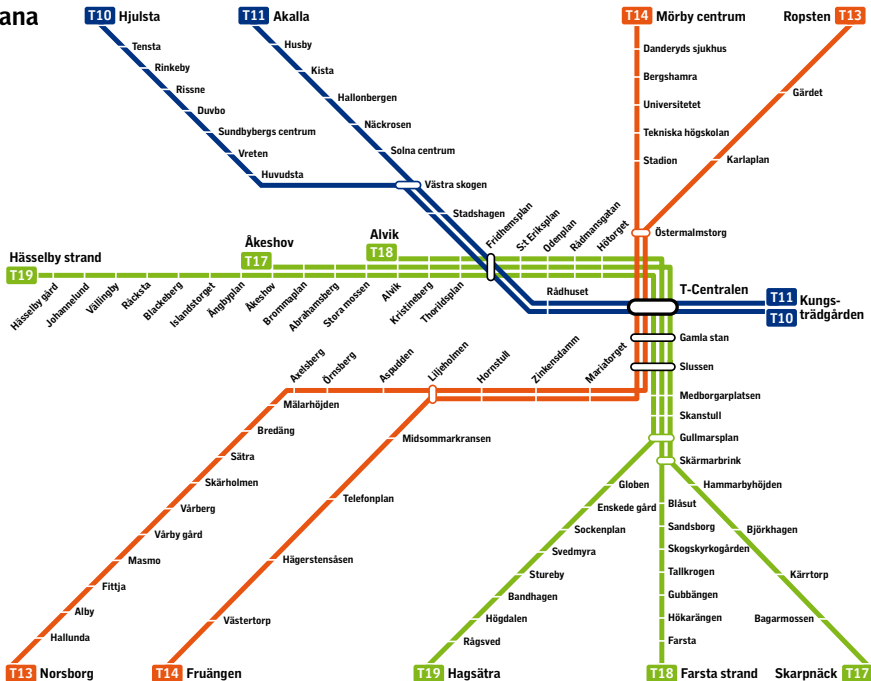 ana
T10 Hjulsta
T11 Akalla
T14 Mörby centrum
Ropsten T13
Tensta
Rinkeby
Rissne
Duvbo
Sundbybergs centrum
Vreten
Huvudsta
Husby
Kista
Hallonbergen
Näckrosen
Solna centrum
Västra skogen
Stadshagen
Danderyds sjukhus
Bergshamra
Universitetet
Tekniska högskolan
Stadion
Gärdet
Karlaplan
Östermalmstorg
Hässelby strand
T19
Åkeshov
T17
Alvik
T18
Hässelby gård
Johannelund
Vällingby
Råcksta
Blackeberg
Islandstorget
Ängbyplan
Åkeshov
Brommaplan
Abrahamsberg
Stora mossen
Alvik
Kristineberg
Thorildsplan
Fridhemsplan
S:t Eriksplan
Odenplan
Rådmansgatan
Hötorget
Rådhuset
T-Centralen
T11
T10
Kungs-
trädgården
Gamla stan
Slussen
Medborgarplatsen
Skanstull
Gullmarsplan
Skärmarbrink
Axelsberg
Örnsberg
Aspudden
Liljeholmen
Hornstull
Zinkensdamm
Mariatorget
Mälarhöjden
Bredäng
Sätra
Skärholmen
Vårberg
Vårby gård
Masmo
Fittja
Alby
Hallunda
Midsommarkransen
Telefonplan
Hägerstensåsen
Västertorp
Globen
Enskede gård
Sockenplan
Svedmyra
Stureby
Bandhagen
Högdalen
Rågsved
Blåsut
Sandsborg
Skogskyrkogården
Tallkrogen
Gubbängen
Hökarängen
Farsta
Hammarbyhöjden
Björkhagen
Kärrtorp
Bagarmossen
T13 Norsborg
T14 Fruängen
T19 Hagsätra
T18 Farsta strand
Skarpnäck T17